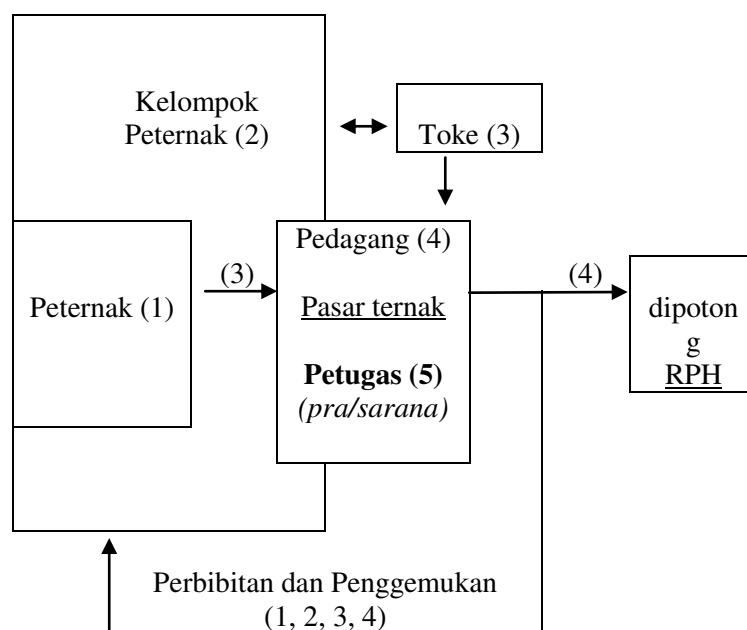 Kelompok
Peternak (2)
Toke (3)
Peternak (1)
(3)
Pedagang (4)
Pasar ternak
Petugas (5)
(pra/sarana)
(4)
dipoton
g
RPH
Perbibitan dan Penggemukan
(1, 2, 3, 4)